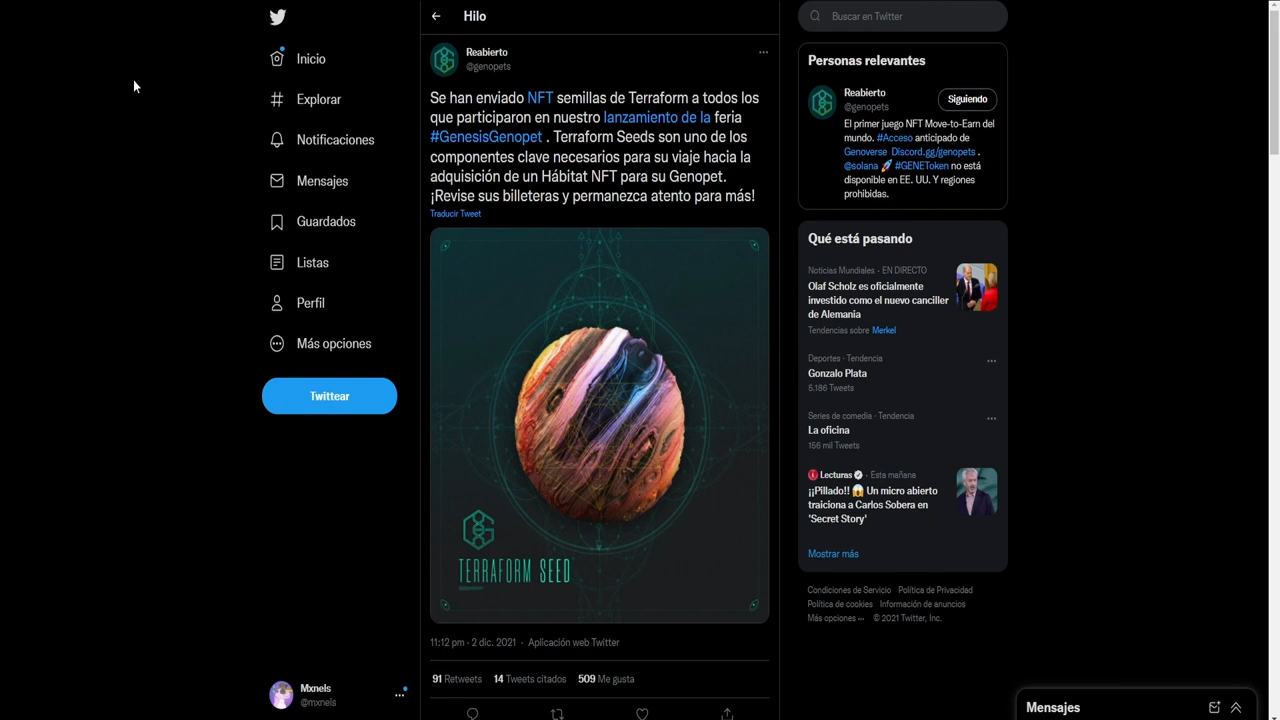 Inicio
Explorar
Notificaciones
Mensajes
Guardados
Listas
Perfil
Más opciones
Twittear
Mxnels
@mxnels
Hilo
Reabierto
@genopets
Se han enviado NFT semillas de Terraform a todos los
que participaron en nuestro lanzamiento de la feria
#GenesisGenopet . Terraform Seeds son uno de los
componentes clave necesarios para su viaje hacia la
adquisición de un Hábitat NFT para su Genopet.
¡Revise sus billeteras y permanezca atento para más!
Traducir Tweet
TERRAFORM SEED
11:12 pm · 2 dic. 2021 · Aplicación web Twitter
91 Retweets 14 Tweets citados 509 Me gusta
Buscar en Twitter
Personas relevantes
Reabierto
@genopets
Siguiendo
El primer juego NFT Move-to-Earn del
mundo. #Acceso anticipado de
Genoverse Discord.gg/genopets .
@solana 🚀 #GENEToken no está
disponible en EE. UU. Y regiones
prohibidas.
Qué está pasando
Noticias Mundiales · EN DIRECTO
Olaf Scholz es oficialmente
investido como el nuevo canciller
de Alemania
Tendencias sobre Merkel
Deportes · Tendencia
Gonzalo Plata
5.186 Tweets
Series de comedia · Tendencia
La oficina
156 mil Tweets
Lecturas · Esta mañana
¡¡Pillado!! 😱 Un micro abierto
traiciona a Carlos Sobera en
'Secret Story'
Mostrar más
Condiciones de Servicio Política de Privacidad
Política de cookies Información de anuncios
Más opciones ··· © 2021 Twitter, Inc.
Mensajes